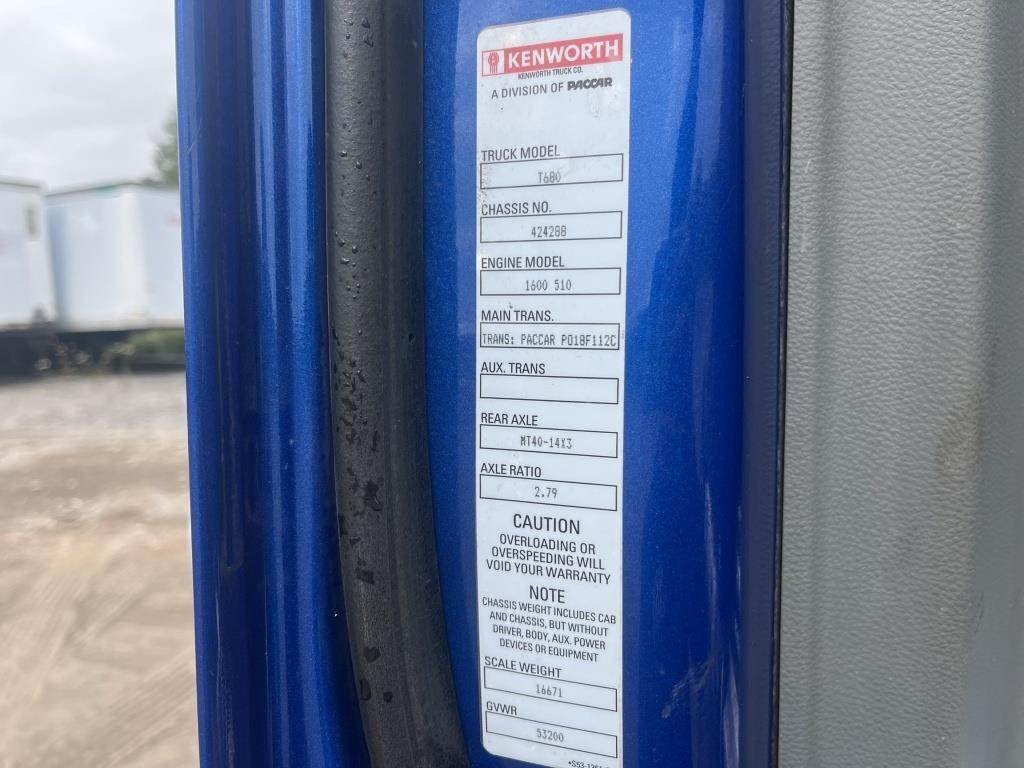 KENWORTH
KENWORTH TRUCK CO.
A DIVISION OF PACCAR
TRUCK MODEL
T680
CHASSIS NO.
424288
ENGINE MODEL
1600 510
MAIN TRANS.
TRANS: PACCAR PO18F112C
AUX. TRANS
REAR AXLE
MT40-14X3
AXLE RATIO
2.79
CAUTION
OVERLOADING OR
OVERSPEEDING WILL
VOID YOUR WARRANTY
NOTE
CHASSIS WEIGHT INCLUDES CAB
AND CHASSIS, BUT WITHOUT
DRIVER, BODY, AUX. POWER
DEVICES OR EQUIPMENT
SCALE WEIGHT
16671
GVWR
53200